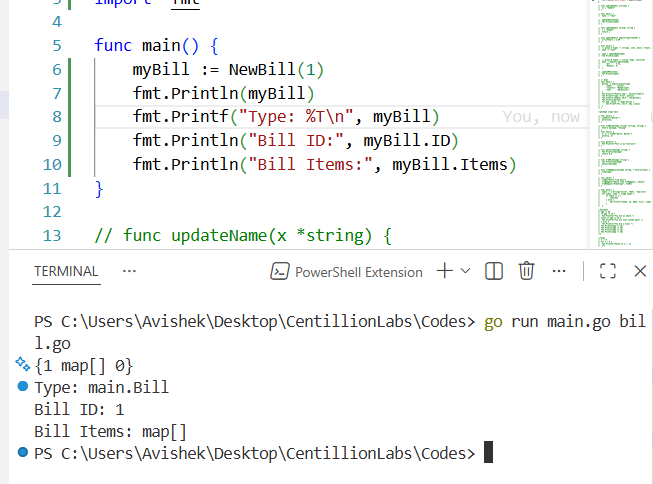 import "fmt"
4
5 func main() {
6 myBill := NewBill(1)
7 fmt.Println(myBill)
8 fmt.Printf("Type: %T\n", myBill) You, now
9 fmt.Println("Bill ID:", myBill.ID)
10 fmt.Println("Bill Items:", myBill.Items)
11 }
12
13 // func updateName(x *string) {
TERMINAL ··· PowerShell Extension ···
PS C:\Users\Avishek\Desktop\CentillionLabs\Codes> go run main.go bil
l.go
{1 map[] 0}
Type: main.Bill
Bill ID: 1
Bill Items: map[]
PS C:\Users\Avishek\Desktop\CentillionLabs\Codes>